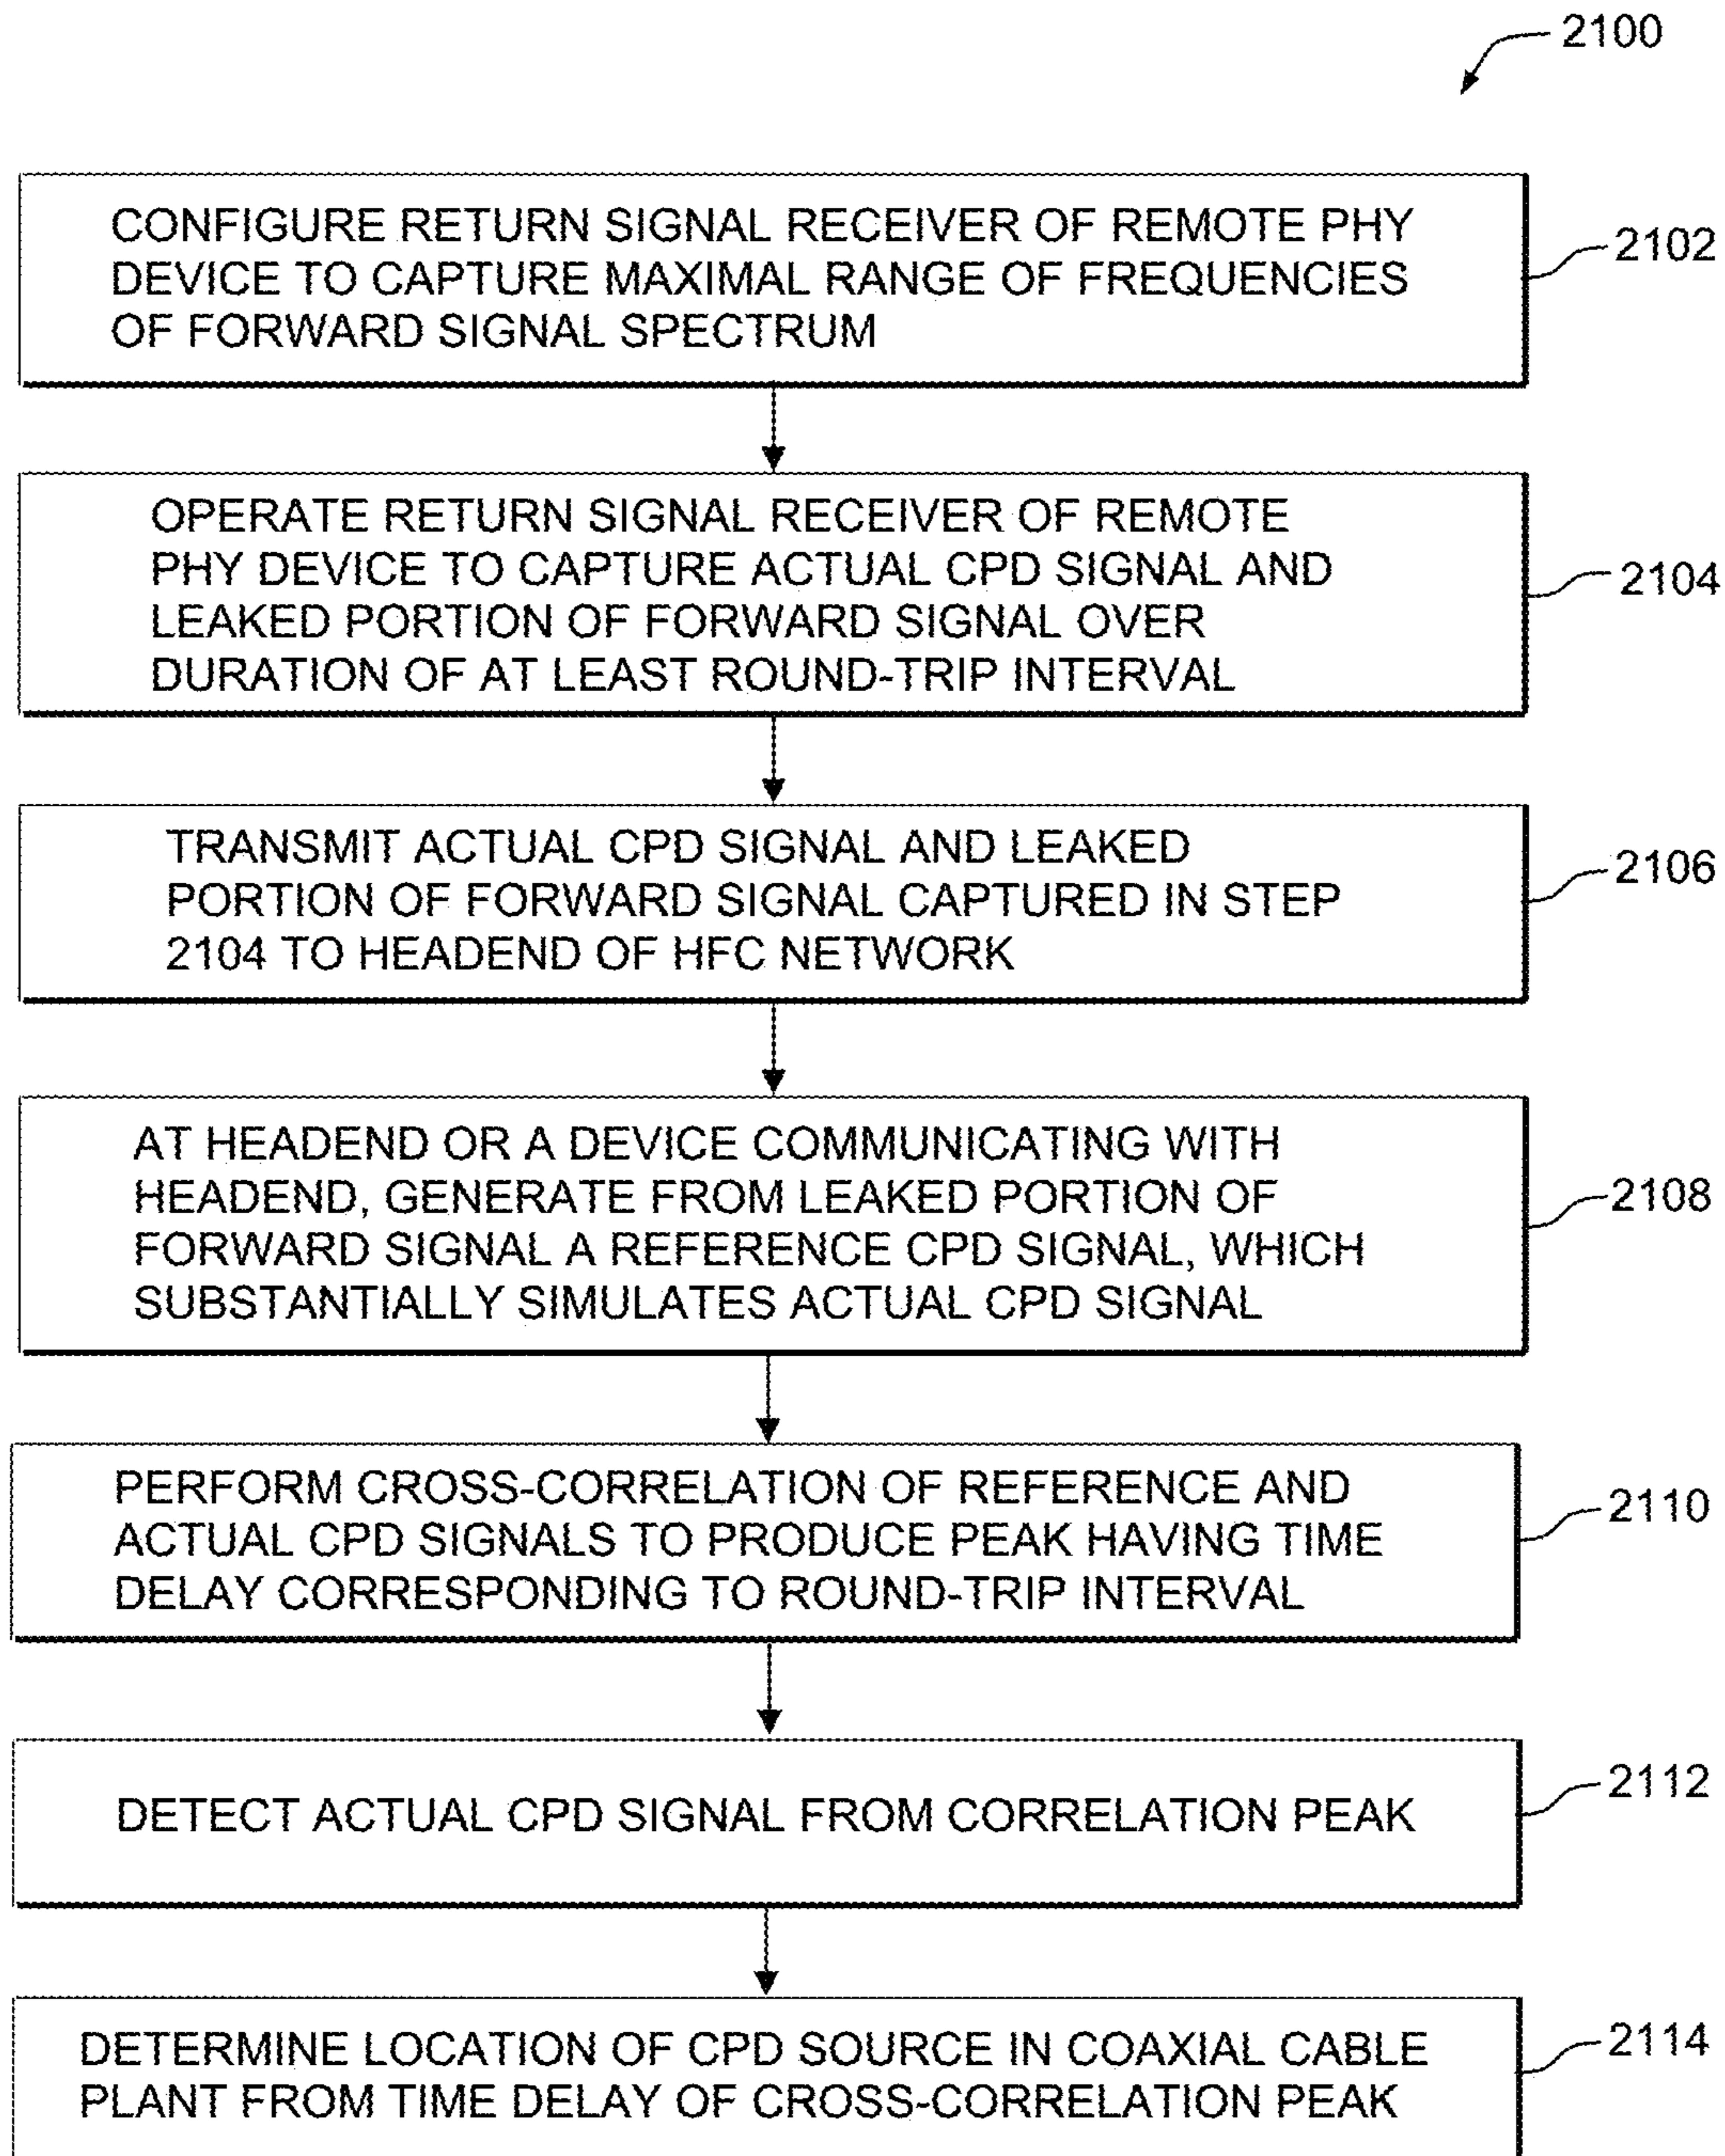 2100
CONFIGURE RETURN SIGNAL RECEIVER OF REMOTE PHY
DEVICE TO CAPTURE MAXIMAL RANGE OF FREQUENCIES
OF FORWARD SIGNAL SPECTRUM
2102
OPERATE RETURN SIGNAL RECEIVER OF REMOTE
PHY DEVICE TO CAPTURE ACTUAL CPD SIGNAL AND
LEAKED PORTION OF FORWARD SIGNAL OVER
DURATION OF AT LEAST ROUND-TRIP INTERVAL
2104
TRANSMIT ACTUAL CPD SIGNAL AND LEAKED
PORTION OF FORWARD SIGNAL CAPTURED IN STEP
2104 TO HEADEND OF HFC NETWORK
2106
AT HEADEND OR A DEVICE COMMUNICATING WITH
HEADEND, GENERATE FROM LEAKED PORTION OF
FORWARD SIGNAL A REFERENCE CPD SIGNAL, WHICH
SUBSTANTIALLY SIMULATES ACTUAL CPD SIGNAL
2108
PERFORM CROSS-CORRELATION OF REFERENCE AND
ACTUAL CPD SIGNALS TO PRODUCE PEAK HAVING TIME
DELAY CORRESPONDING TO ROUND-TRIP INTERVAL
2110
DETECT ACTUAL CPD SIGNAL FROM CORRELATION PEAK
2112
DETERMINE LOCATION OF CPD SOURCE IN COAXIAL CABLE
PLANT FROM TIME DELAY OF CROSS-CORRELATION PEAK
2114